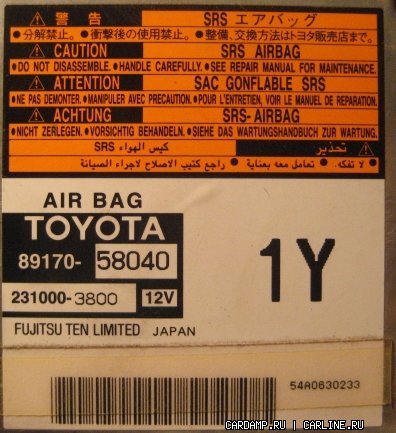 ⚠ 警告 SRS エアバッグ
●分解禁止。●衝撃後の使用禁止。●整備、交換方法はトヨタ販売店まで。
⚠ CAUTION SRS AIRBAG
●DO NOT DISASSEMBLE. ●HANDLE CAREFULLY. ●SEE REPAIR MANUAL FOR MAINTENANCE.
⚠ ATTENTION SAC GONFLABLE SRS
●NE PAS DEMONTER. ●MANIPULER AVEC PRECAUTION. ●POUR L'ENTRETIEN, VOIR LE MANUEL DE REPARATION.
⚠ ACHTUNG SRS-AIRBAG
●NICHT ZERLEGEN. ●VORSICHTIG BEHANDELN. ●SIEHE DAS WARTUNGSHANDBUCH ZUR WARTUNG.
⚠ تحذير كيس الهواء SRS
● لا تفكه. ● تعامل معه بعناية ● راجع كتيب الاصلاح لاجراء الصيانة
AIR BAG
TOYOTA
89170-58040
231000-3800 12V
1Y
FUJITSU TEN LIMITED JAPAN
54A0630233
CARDAMP.RU | CARLINE.RU